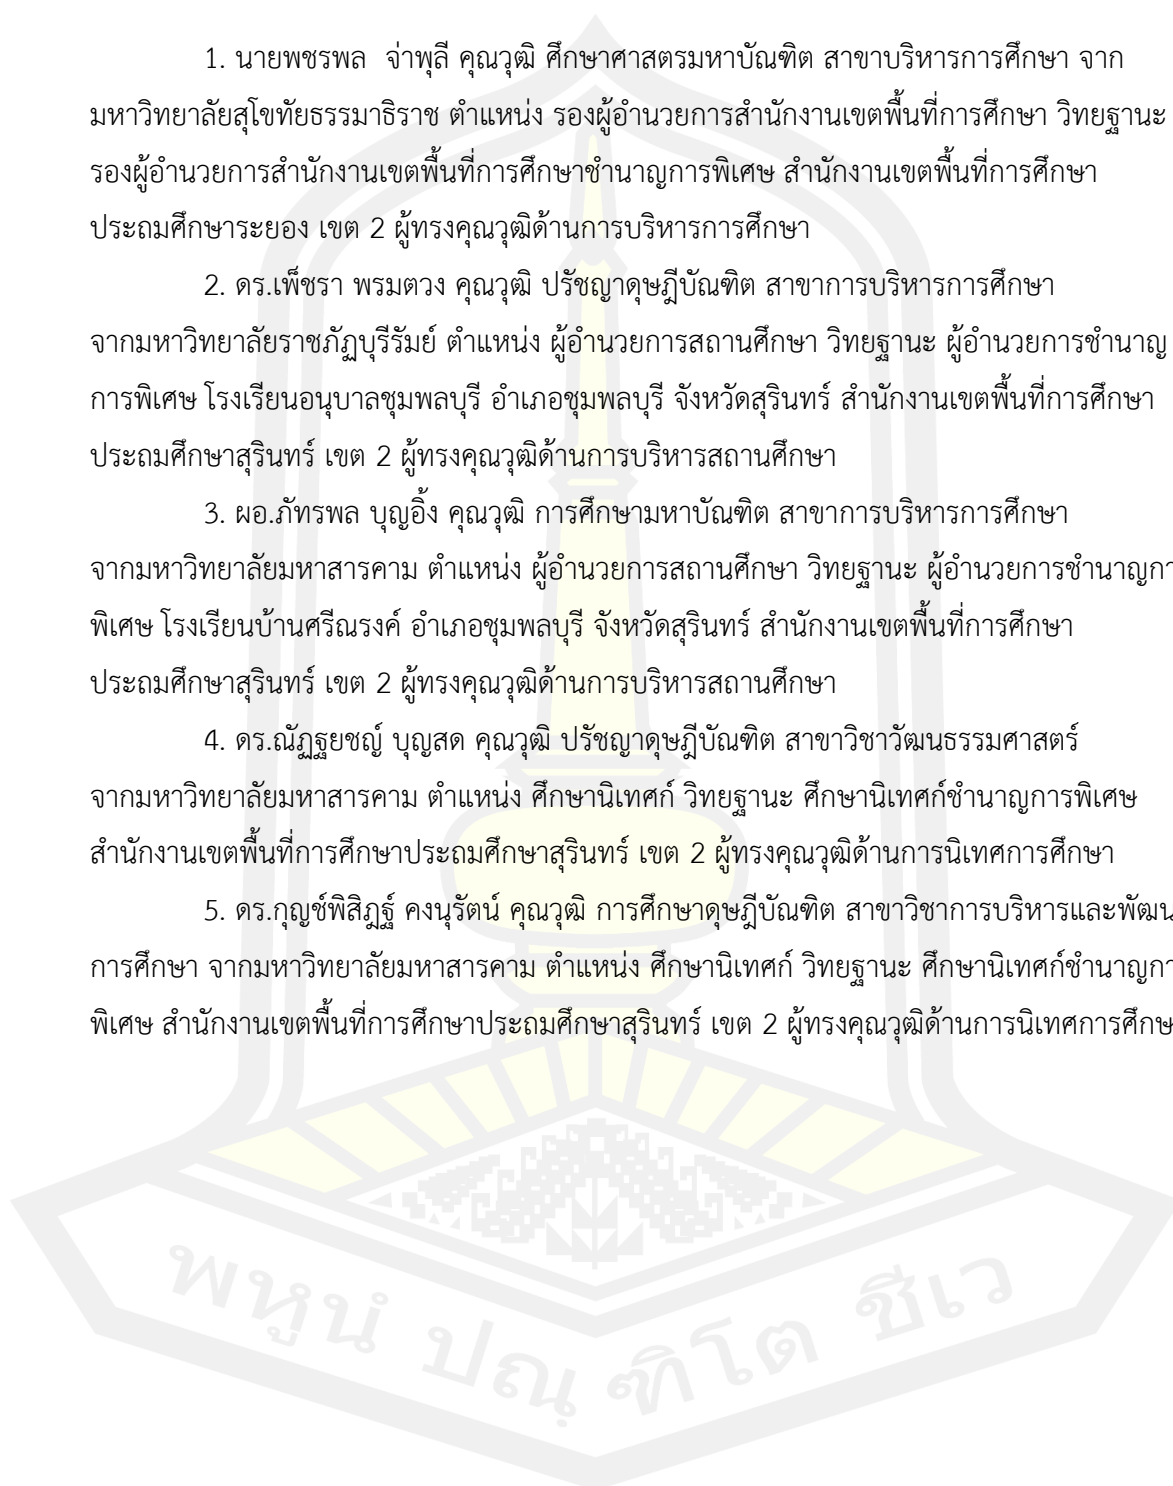 1. นายพชรพล  จ่าพุลี คุณวุฒิ ศึกษาศาสตรมหาบัณฑิต สาขาบริหารการศึกษา จาก
มหาวิทยาลัยสุโขทัยธรรมาธิราช ตำแหน่ง รองผู้อำนวยการสำนักงานเขตพื้นที่การศึกษา วิทยฐานะ
รองผู้อำนวยการสำนักงานเขตพื้นที่การศึกษาชำนาญการพิเศษ สำนักงานเขตพื้นที่การศึกษา
ประถมศึกษาระยอง เขต 2 ผู้ทรงคุณวุฒิด้านการบริหารการศึกษา
2. ดร.เพ็ชรา พรมตวง คุณวุฒิ ปรัชญาดุษฎีบัณฑิต สาขาการบริหารการศึกษา
จากมหาวิทยาลัยราชภัฏบุรีรัมย์ ตำแหน่ง ผู้อำนวยการสถานศึกษา วิทยฐานะ ผู้อำนวยการชำนาญ
การพิเศษ โรงเรียนอนุบาลชุมพลบุรี อำเภอชุมพลบุรี จังหวัดสุรินทร์ สำนักงานเขตพื้นที่การศึกษา
ประถมศึกษาสุรินทร์ เขต 2 ผู้ทรงคุณวุฒิด้านการบริหารสถานศึกษา
3. ผอ.ภัทรพล บุญอิ้ง คุณวุฒิ การศึกษามหาบัณฑิต สาขาการบริหารการศึกษา
จากมหาวิทยาลัยมหาสารคาม ตำแหน่ง ผู้อำนวยการสถานศึกษา วิทยฐานะ ผู้อำนวยการชำนาญกา
พิเศษ โรงเรียนบ้านศรีณรงค์ อำเภอชุมพลบุรี จังหวัดสุรินทร์ สำนักงานเขตพื้นที่การศึกษา
ประถมศึกษาสุรินทร์ เขต 2 ผู้ทรงคุณวุฒิด้านการบริหารสถานศึกษา
4. ดร.ณัฏฐยชญ์ บุญสด คุณวุฒิ ปรัชญาดุษฎีบัณฑิต สาขาวิชาวัฒนธรรมศาสตร์
จากมหาวิทยาลัยมหาสารคาม ตำแหน่ง ศึกษานิเทศก์ วิทยฐานะ ศึกษานิเทศก์ชำนาญการพิเศษ
สำนักงานเขตพื้นที่การศึกษาประถมศึกษาสุรินทร์ เขต 2 ผู้ทรงคุณวุฒิด้านการนิเทศการศึกษา
5. ดร.กุญช์พิสิฎฐ์ คงนุรัตน์ คุณวุฒิ การศึกษาดุษฎีบัณฑิต สาขาวิชาการบริหารและพัฒน
การศึกษา จากมหาวิทยาลัยมหาสารคาม ตำแหน่ง ศึกษานิเทศก์ วิทยฐานะ ศึกษานิเทศก์ชำนาญกา
พิเศษ สำนักงานเขตพื้นที่การศึกษาประถมศึกษาสุรินทร์ เขต 2 ผู้ทรงคุณวุฒิด้านการนิเทศการศึกษ
พหูนํ ปณฺฑิโต ชีเว